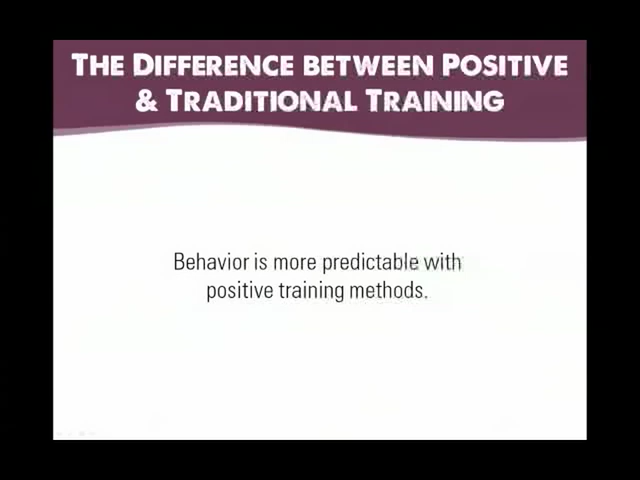 THE DIFFERENCE BETWEEN POSITIVE
& TRADITIONAL TRAINING
Behavior is more predictable with
positive training methods.